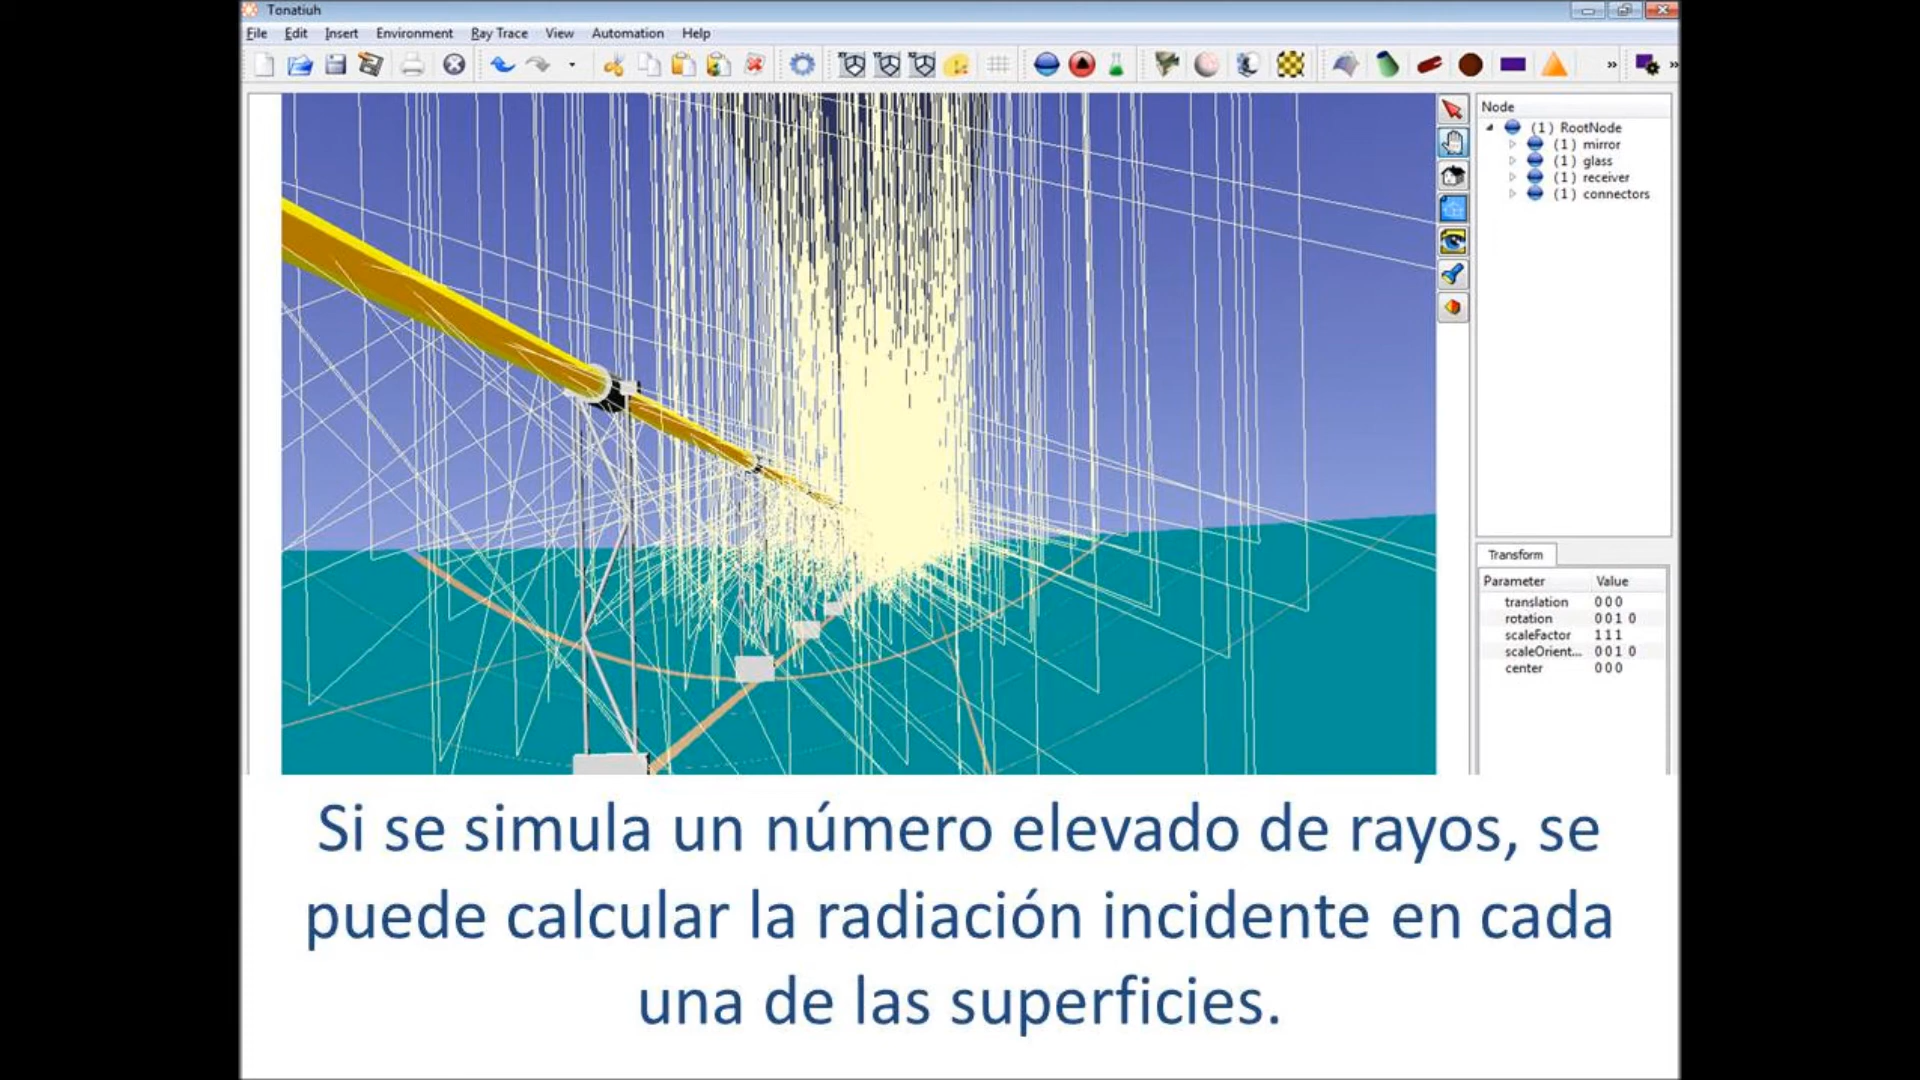 Tonatiuh
File Edit Insert Environment Ray Trace View Automation Help
Node
(1) RootNode
(1) mirror
(1) glass
(1) receiver
(1) connectors
Transform
Parameter Value
translation 0 0 0
rotation 0 0 1 0
scaleFactor 1 1 1
scaleOrient... 0 0 1 0
center 0 0 0
Si se simula un número elevado de rayos, se
puede calcular la radiación incidente en cada
una de las superficies.